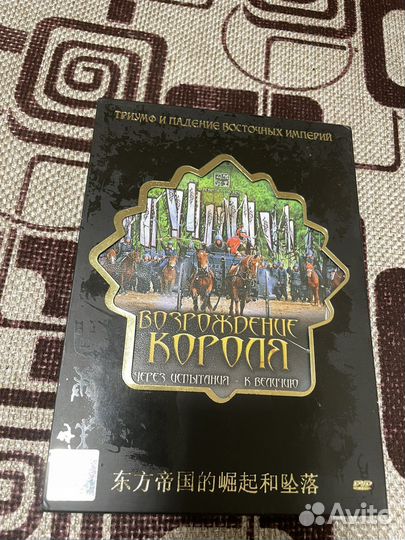 ТРИУМФ И ПАДЕНИЕ ВОСТОЧНЫХ ИМПЕРИЙ
ВОЗРОЖДЕНИЕ
КОРОЛЯ
ЧЕРЕЗ ИСПЫТАНИЯ - К ВЕЛИЧИЮ
东方帝国的崛起和坠落
DVD
Avito